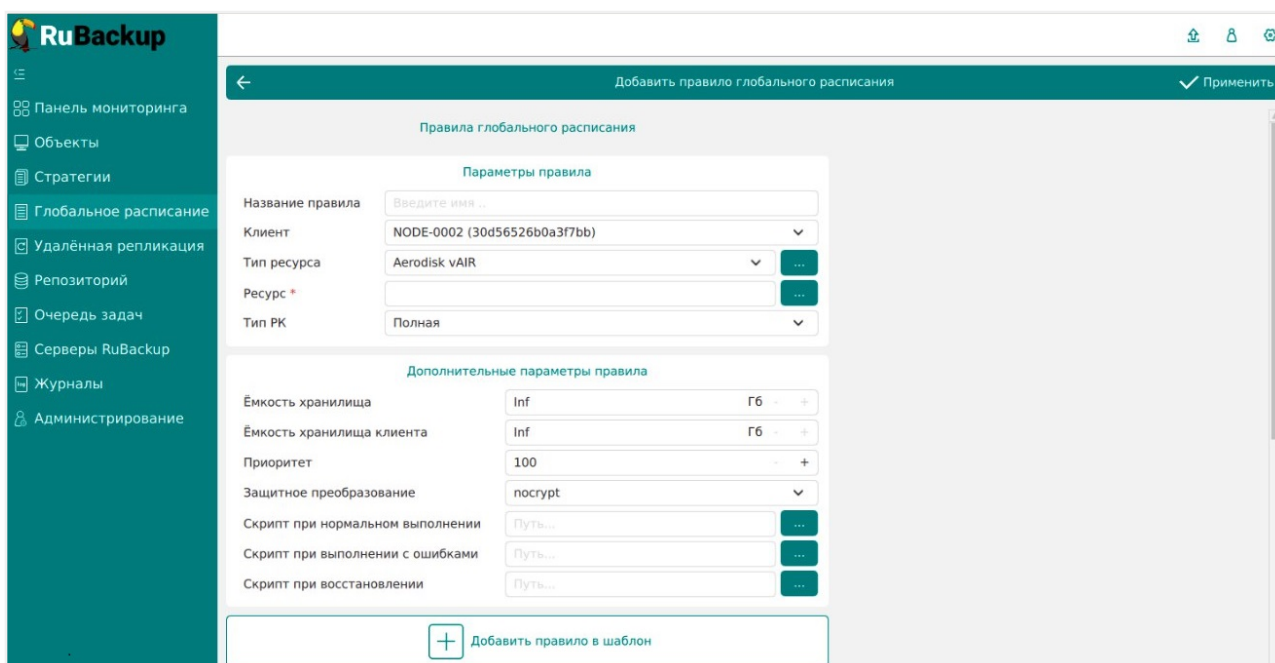 RuBackup
Панель мониторинга
Объекты
Стратегии
Глобальное расписание
Удалённая репликация
Репозиторий
Очередь задач
Серверы RuBackup
Журналы
Администрирование
Добавить правило глобального расписания
Применить
Правила глобального расписания
Параметры правила
Название правила Введите имя ..
Клиент NODE-0002 (30d56526b0a3f7bb)
Тип ресурса Aerodisk vAIR ...
Ресурс * ...
Тип РК Полная
Дополнительные параметры правила
Ёмкость хранилища Inf Гб - +
Ёмкость хранилища клиента Inf Гб - +
Приоритет 100 - +
Защитное преобразование nocrypt
Скрипт при нормальном выполнении Путь... ...
Скрипт при выполнении с ошибками Путь... ...
Скрипт при восстановлении Путь... ...
Добавить правило в шаблон